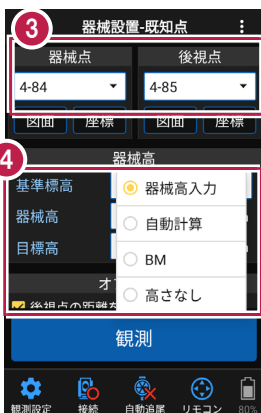 3
器械設置-既知点
器械点 後視点
4-84 4-85
図面 座標 図面 座標
4
器械高
基準標高 器械高入力
器械高 自動計算
目標高 BM
高さなし
オ
後視点の距離を
観測
観測設定 接続 自動追尾 リモコン 80%